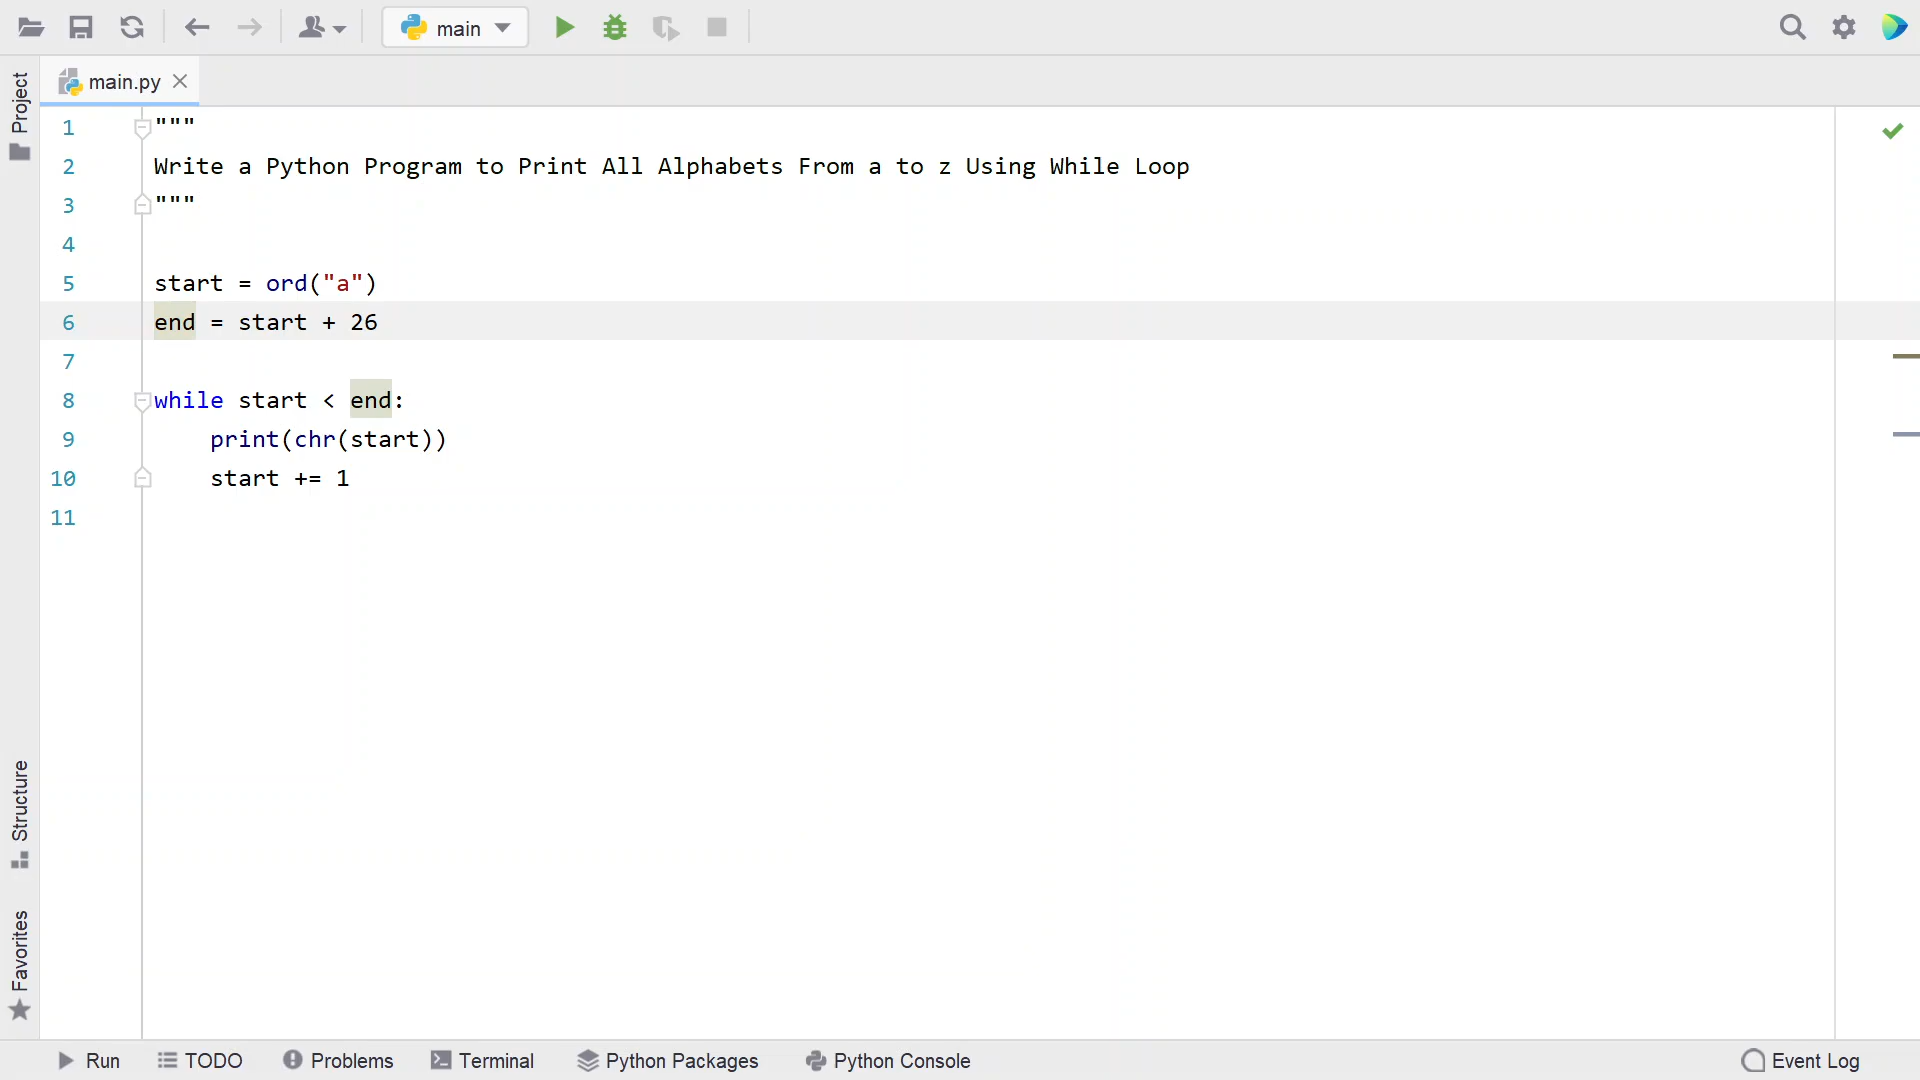 main
Project
main.py
1 """
2 Write a Python Program to Print All Alphabets From a to z Using While Loop
3 """
4
5 start = ord("a")
6 end = start + 26
7
8 while start < end:
9     print(chr(start))
10     start += 1
11
Structure
Favorites
Run TODO Problems Terminal Python Packages Python Console Event Log